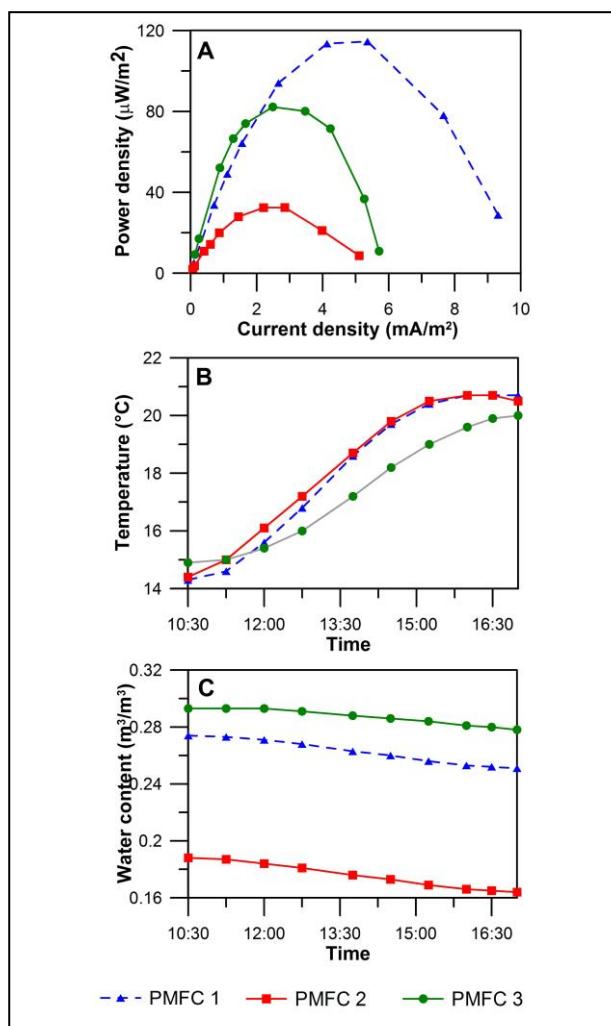 A
Power density (μW/m²)
120
80
40
0
0 2 4 6 8 10
Current density (mA/m²)
B
Temperature (°C)
22
20
18
16
14
10:30 12:00 13:30 15:00 16:30
Time
C
Water content (m³/m³)
0.32
0.28
0.24
0.2
0.16
10:30 12:00 13:30 15:00 16:30
Time
PMFC 1 PMFC 2 PMFC 3